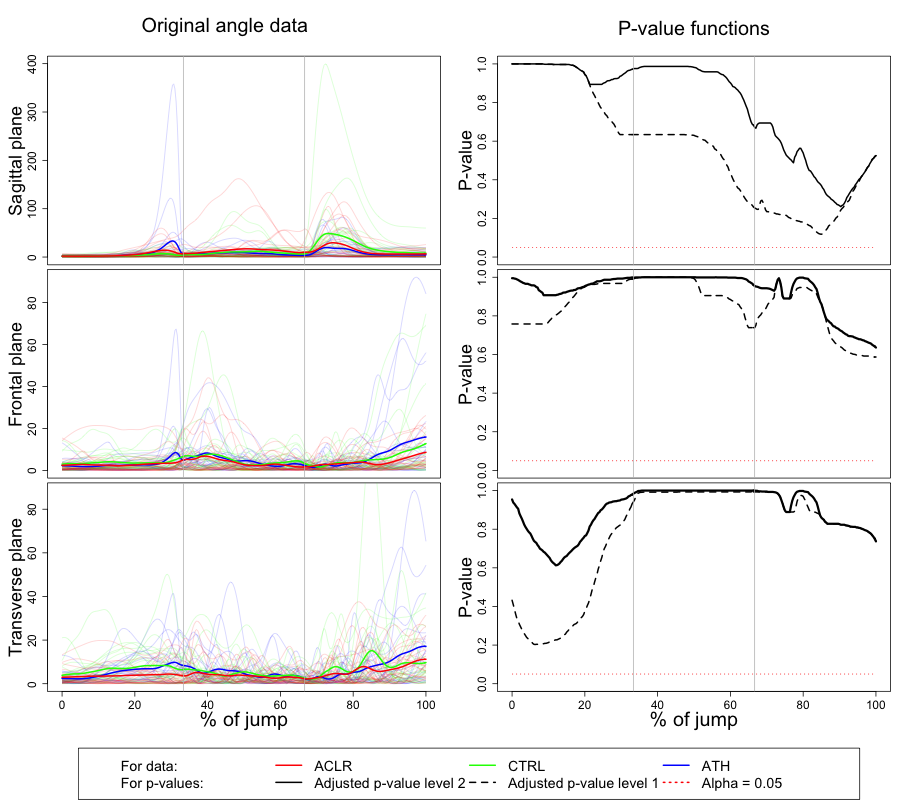 Original angle data
P-value functions
Sagittal plane
0 100 200 300 400
P-value
0.0 0.2 0.4 0.6 0.8 1.0
Frontal plane
0 20 40 60 80
P-value
0.0 0.2 0.4 0.6 0.8 1.0
Transverse plane
0 20 40 60 80
P-value
0.0 0.2 0.4 0.6 0.8 1.0
0 20 40 60 80 100
0 20 40 60 80 100
% of jump
% of jump
For data: ACLR CTRL ATH
For p-values: Adjusted p-value level 2 Adjusted p-value level 1 Alpha = 0.05